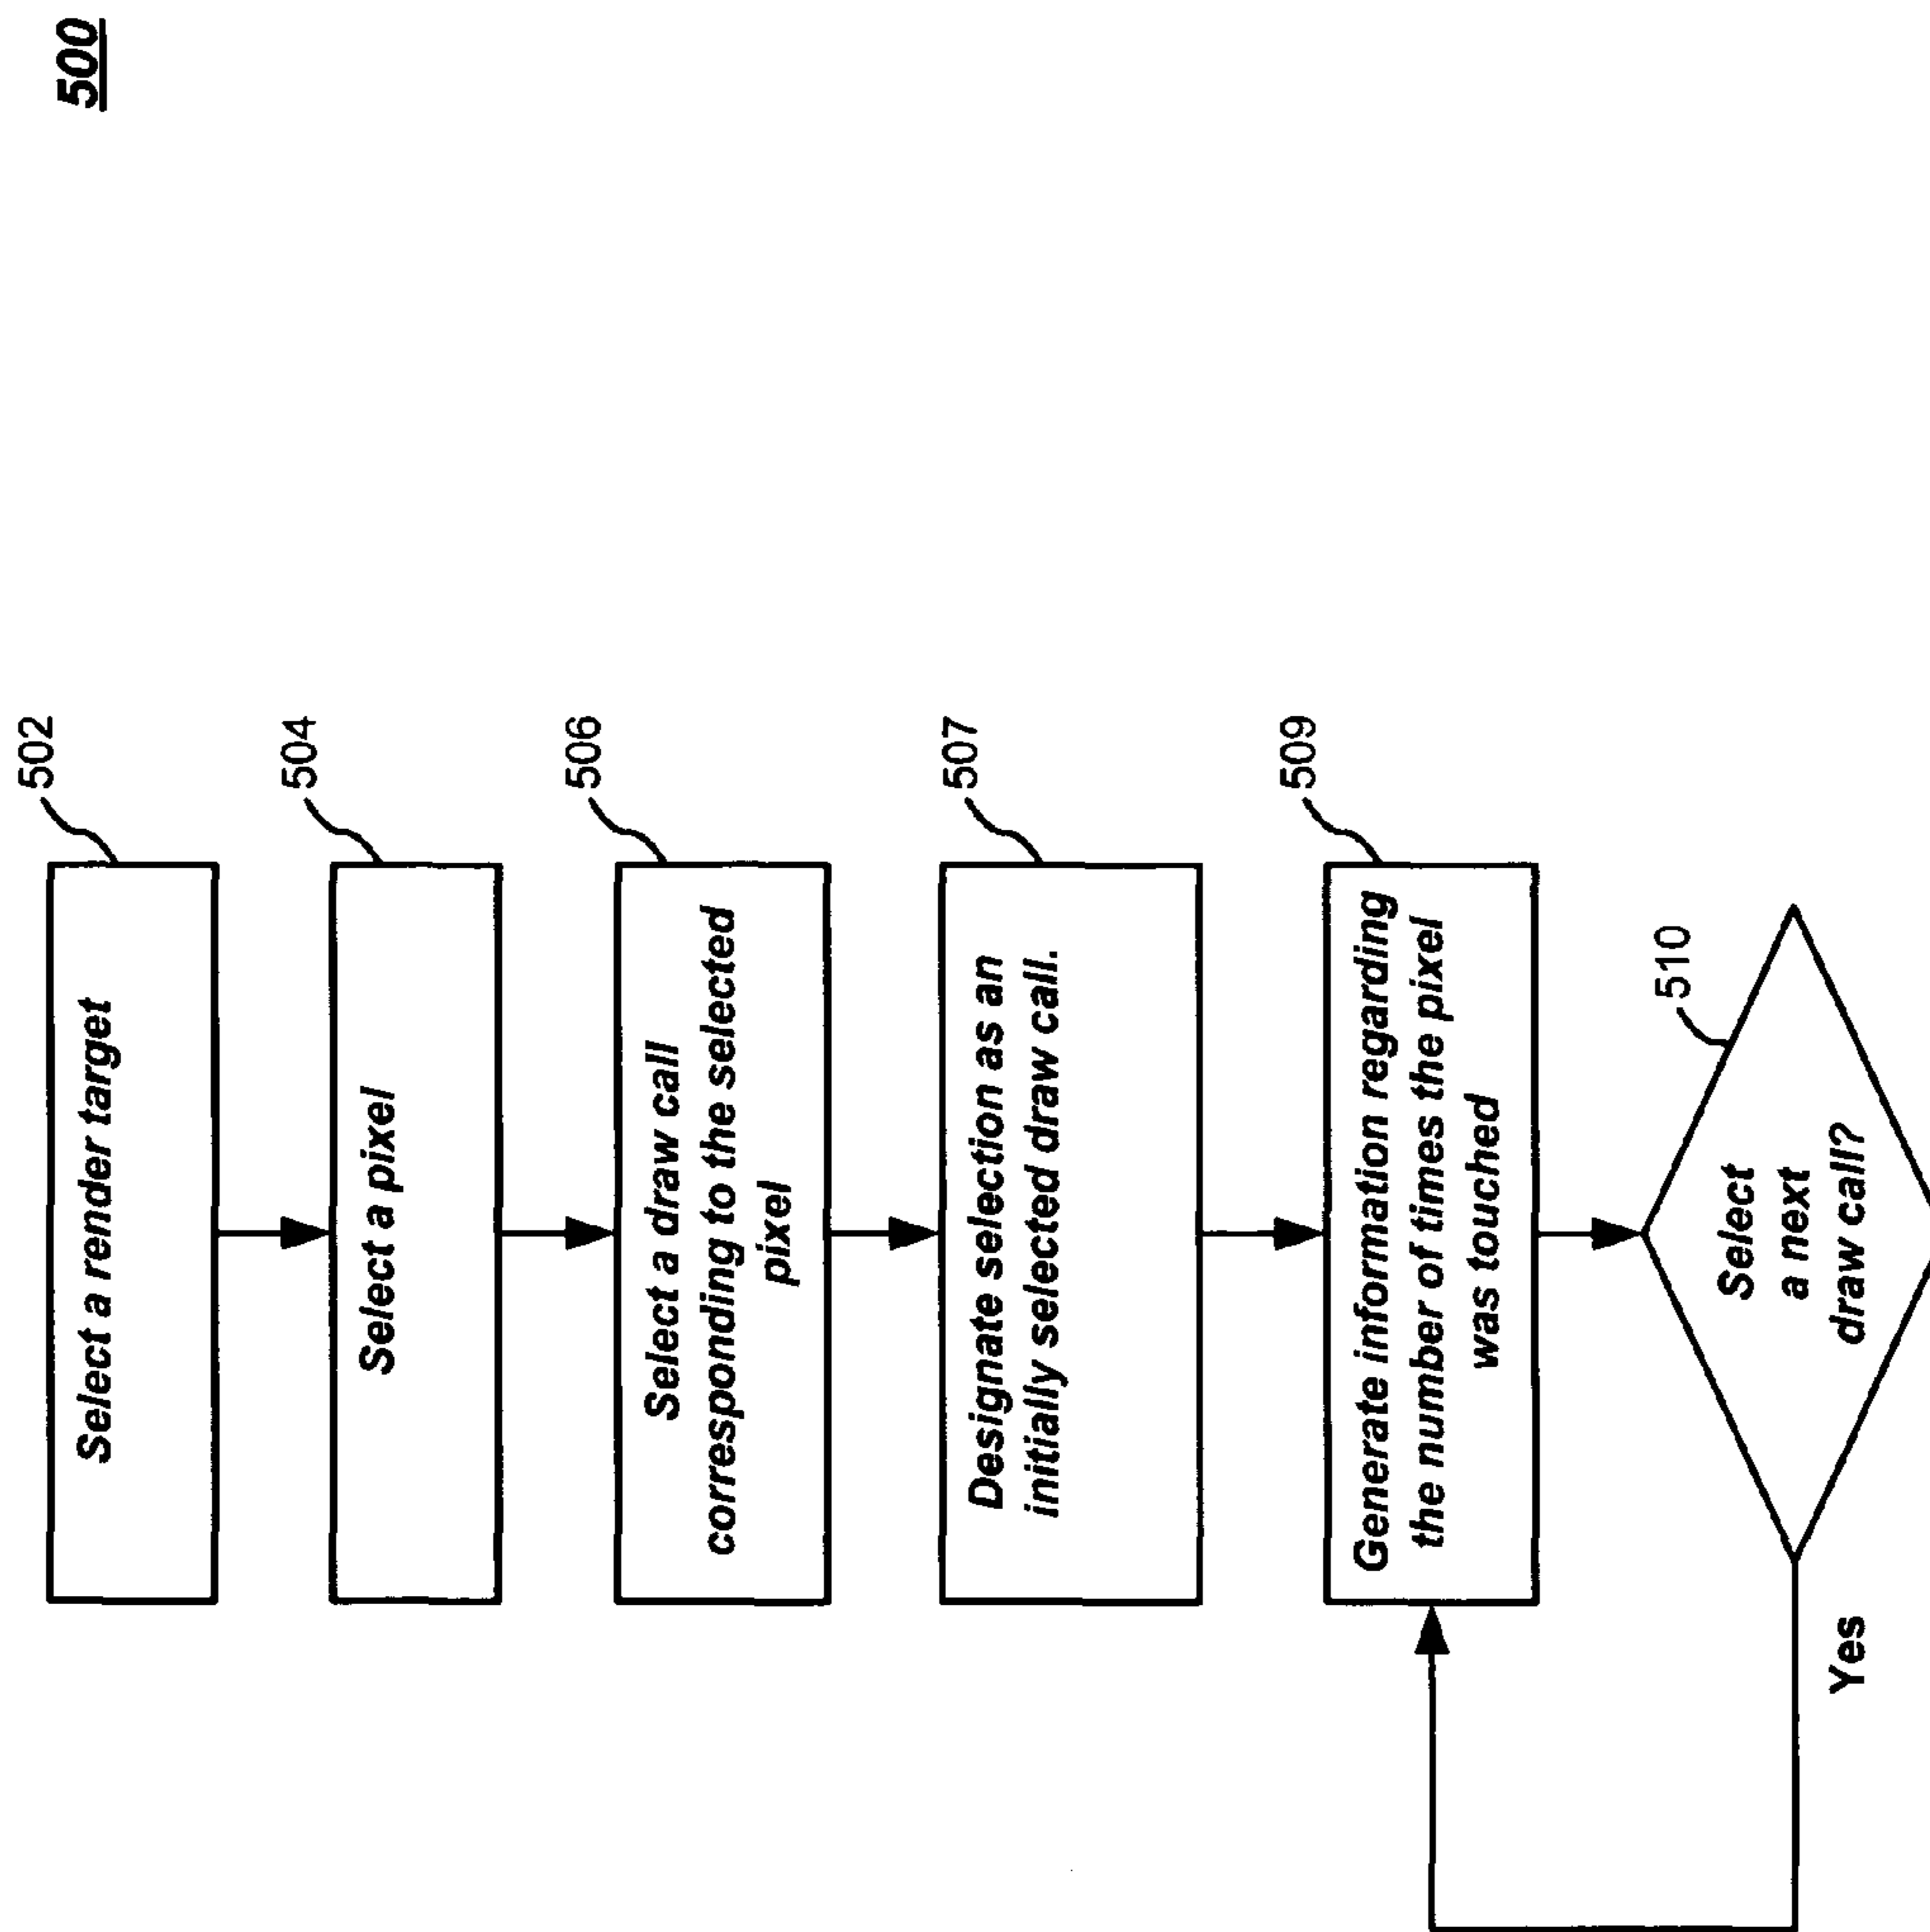 500
502
Select a render target
504
Select a pixel
506
Select a draw call
corresponding to the selected
pixel
507
Designate selection as an
initially selected draw call.
509
Generate information regarding
the number of times the pixel
was touched
510
Select
a next
draw call?
Yes